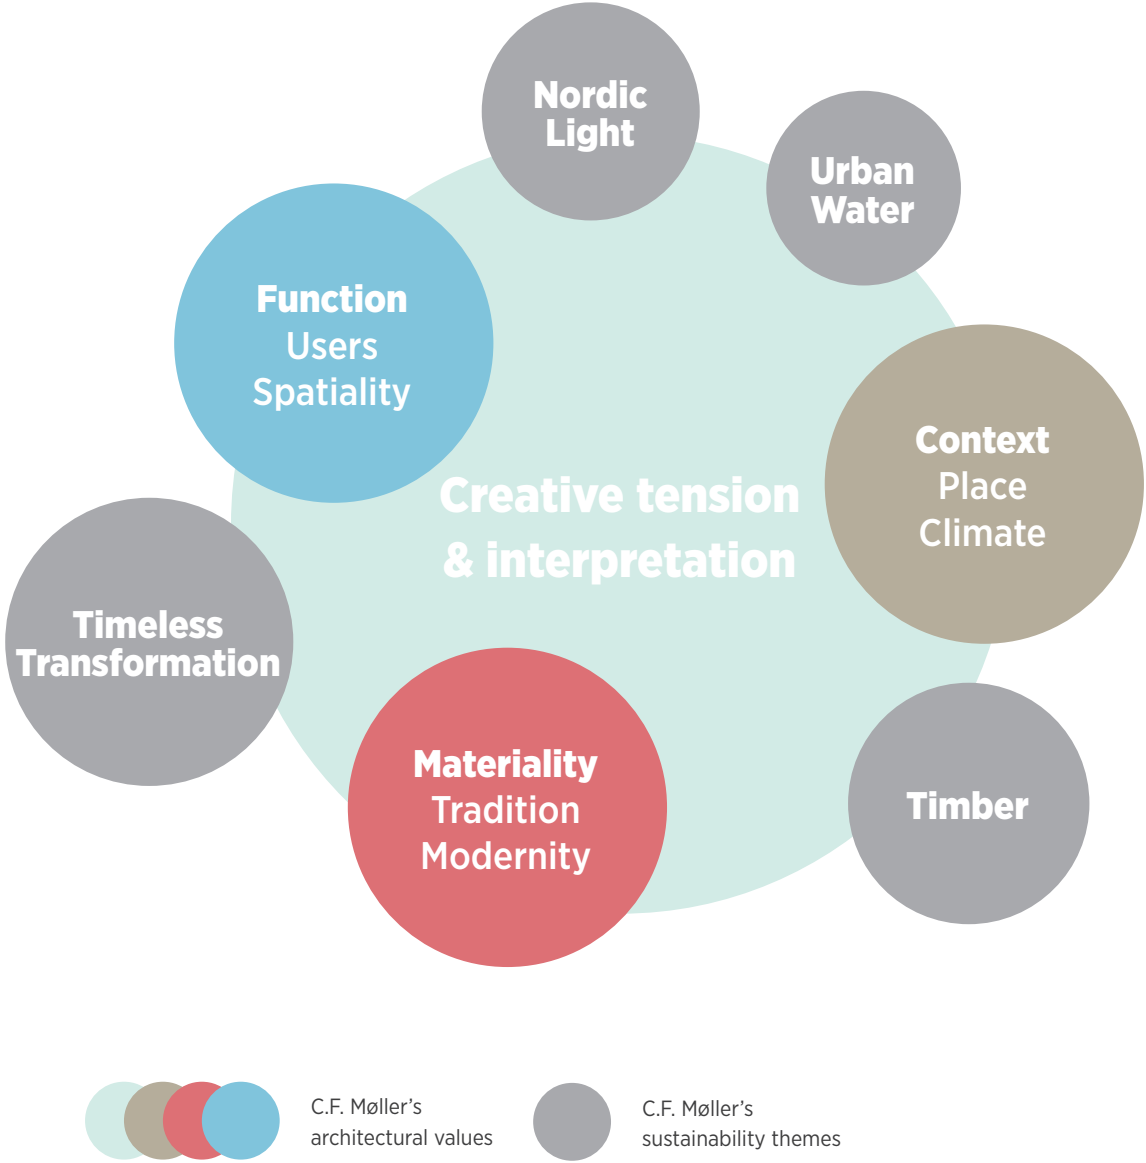 Nordic
Light
Urban
Water
Function
Users
Spatiality
Context
Place
Climate
Creative tension
& interpretation
Timeless
Transformation
Materiality
Tradition
Modernity
Timber
C.F. Møller’s
architectural values
C.F. Møller’s
sustainability themes